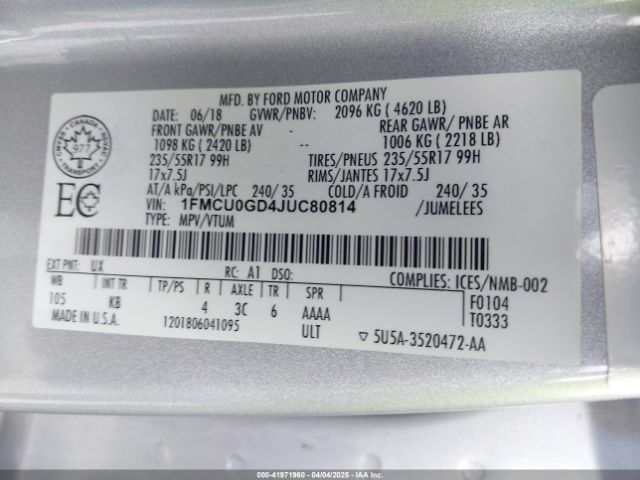 MFD. BY FORD MOTOR COMPANY
DATE: 06/18 GVWR/PNBV: 2096 KG ( 4620 LB)
FRONT GAWR/PNBE AV - REAR GAWR/ PNBE AR
1098 KG ( 2420 LB) -- 1006 KG ( 2218 LB)
235/55R17 99H TIRES/PNEUS 235/55R17 99H
17x7.5J RIMS/JANTES 17x7.5J
AT/A kPa/PSI/LPC 240/ 35 COLD/A FROID 240/ 35
VIN: 1FMCU0GD4JUC80814 /JUMELEES
TYPE: MPV/VTUM
CANADA
977
TRANSPORT
EC
EXT PNT: UX RC: A1 DSO: COMPLIES: ICES/NMB-002
WB INT TR TP/PS R AXLE TR SPR F0104
105 KB 4 3C 6 AAAA T0333
MADE IN U.S.A. 1201806041095 ULT ▽ 5U5A-3520472-AA
000-41971960 - 04/04/2025 - IAAI.COM